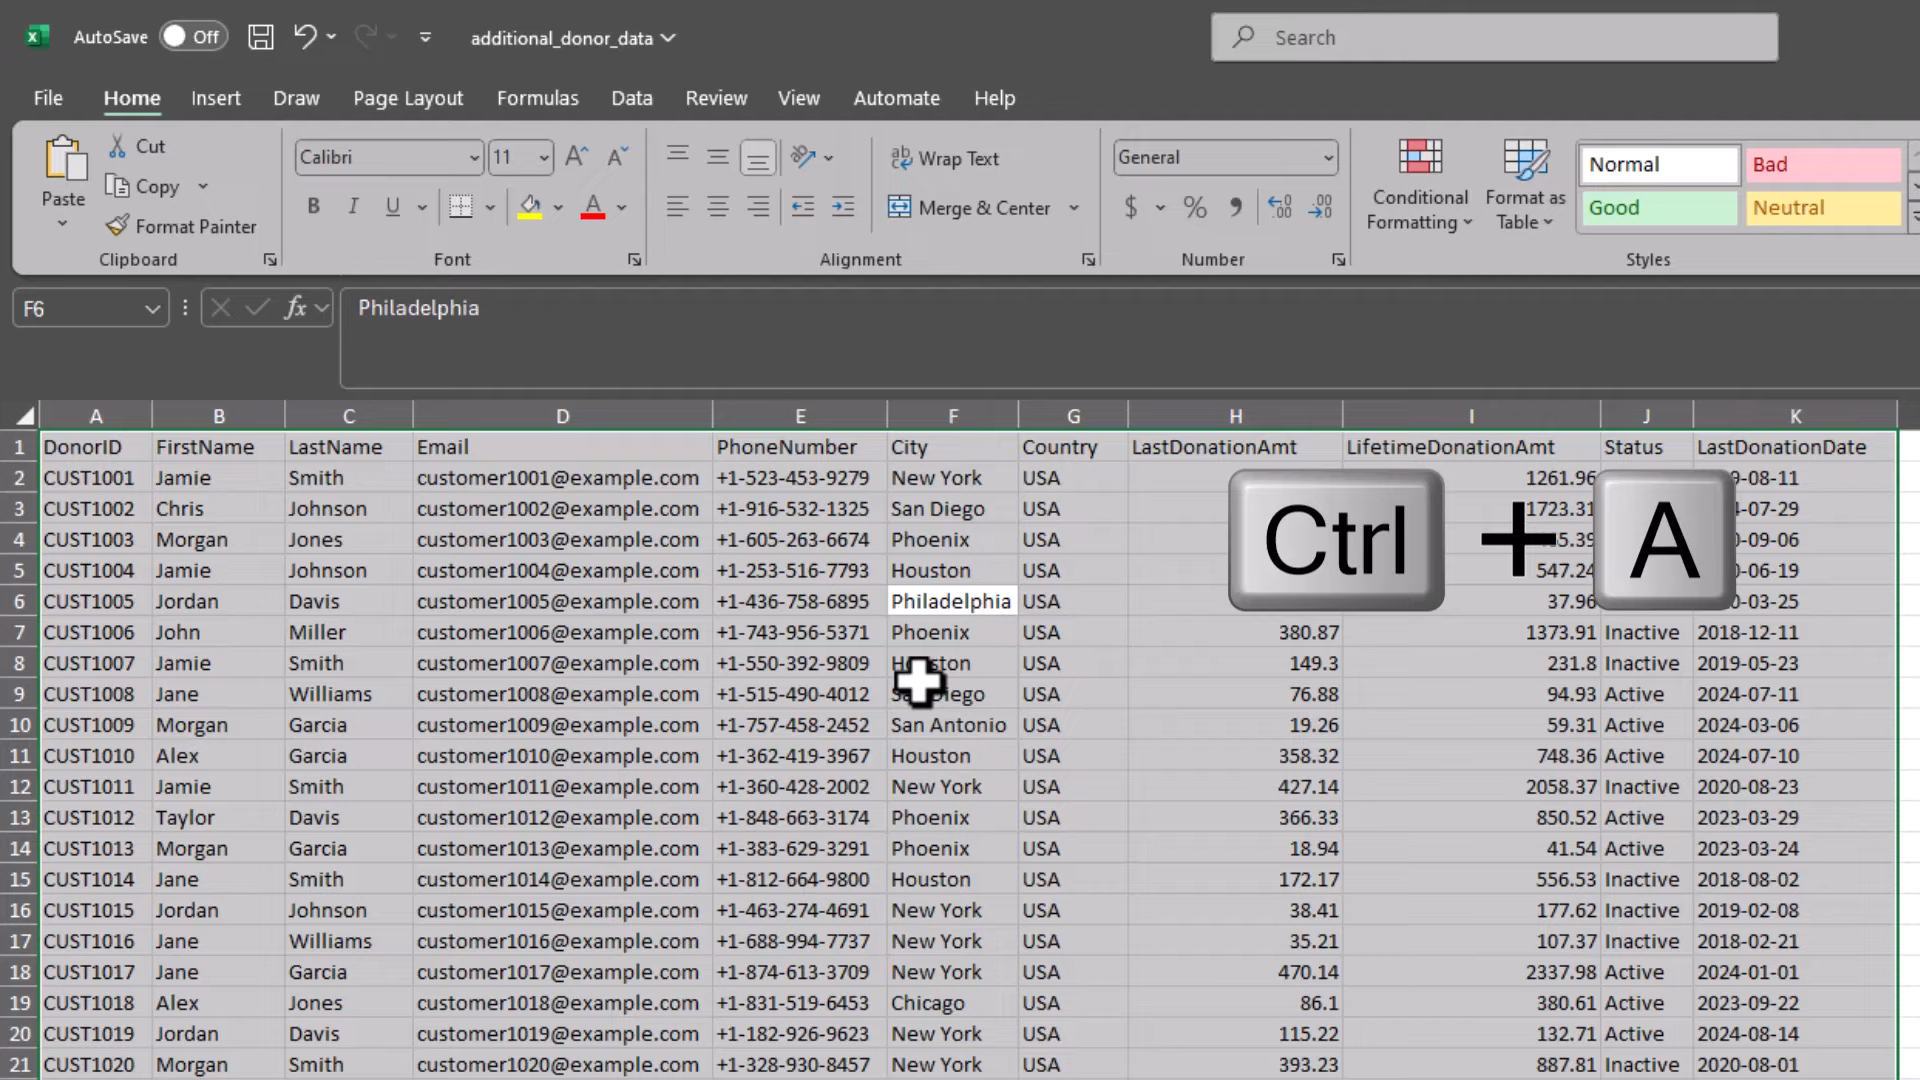 AutoSave Off additional_donor_data Search
File Home Insert Draw Page Layout Formulas Data Review View Automate Help
Paste Cut Copy Format Painter Clipboard
Calibri 11 B I U Font
Wrap Text Merge & Center Alignment
General $ % Number
Conditional Formatting Format as Table
Normal Bad Good Neutral Styles
F6 fx Philadelphia
A B C D E F G H I J K
1 DonorID FirstName LastName Email PhoneNumber City Country LastDonationAmt LifetimeDonationAmt Status LastDonationDate
2 CUST1001 Jamie Smith customer1001@example.com +1-523-453-9279 New York USA 1261.96 -08-11
3 CUST1002 Chris Johnson customer1002@example.com +1-916-532-1325 San Diego USA 1723.31 -07-29
4 CUST1003 Morgan Jones customer1003@example.com +1-605-263-6674 Phoenix USA 5.39 -09-06
5 CUST1004 Jamie Johnson customer1004@example.com +1-253-516-7793 Houston USA 547.24 -06-19
6 CUST1005 Jordan Davis customer1005@example.com +1-436-758-6895 Philadelphia USA 37.96 -03-25
Ctrl + A
7 CUST1006 John Miller customer1006@example.com +1-743-956-5371 Phoenix USA 380.87 1373.91 Inactive 2018-12-11
8 CUST1007 Jamie Smith customer1007@example.com +1-550-392-9809 Houston USA 149.3 231.8 Inactive 2019-05-23
9 CUST1008 Jane Williams customer1008@example.com +1-515-490-4012 San Diego USA 76.88 94.93 Active 2024-07-11
10 CUST1009 Morgan Garcia customer1009@example.com +1-757-458-2452 San Antonio USA 19.26 59.31 Active 2024-03-06
11 CUST1010 Alex Garcia customer1010@example.com +1-362-419-3967 Houston USA 358.32 748.36 Active 2024-07-10
12 CUST1011 Jamie Smith customer1011@example.com +1-360-428-2002 New York USA 427.14 2058.37 Inactive 2020-08-23
13 CUST1012 Taylor Davis customer1012@example.com +1-848-663-3174 Phoenix USA 366.33 850.52 Active 2023-03-29
14 CUST1013 Morgan Garcia customer1013@example.com +1-383-629-3291 Phoenix USA 18.94 41.54 Active 2023-03-24
15 CUST1014 Jane Smith customer1014@example.com +1-812-664-9800 Houston USA 172.17 556.53 Inactive 2018-08-02
16 CUST1015 Jordan Johnson customer1015@example.com +1-463-274-4691 New York USA 38.41 177.62 Inactive 2019-02-08
17 CUST1016 Jane Williams customer1016@example.com +1-688-994-7737 New York USA 35.21 107.37 Inactive 2018-02-21
18 CUST1017 Jane Garcia customer1017@example.com +1-874-613-3709 New York USA 470.14 2337.98 Active 2024-01-01
19 CUST1018 Alex Jones customer1018@example.com +1-831-519-6453 Chicago USA 86.1 380.61 Active 2023-09-22
20 CUST1019 Jordan Davis customer1019@example.com +1-182-926-9623 New York USA 115.22 132.71 Active 2024-08-14
21 CUST1020 Morgan Smith customer1020@example.com +1-328-930-8457 New York USA 393.23 887.81 Inactive 2020-08-01